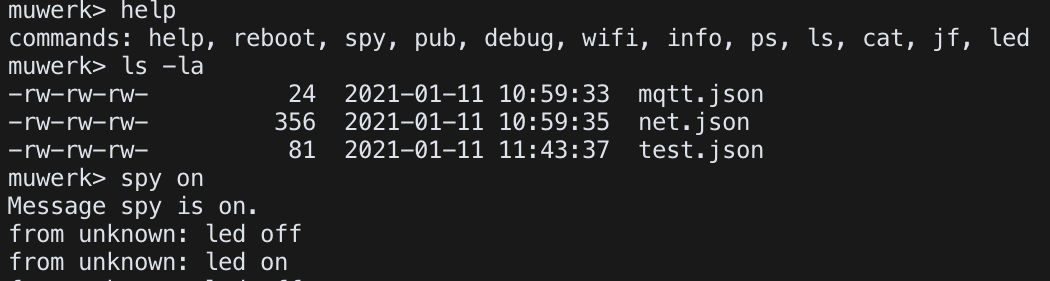 muwerk> help
commands: help, reboot, spy, pub, debug, wifi, info, ps, ls, cat, jf, led
muwerk> ls -la
-rw-rw-rw-          24  2021-01-11 10:59:33  mqtt.json
-rw-rw-rw-         356  2021-01-11 10:59:35  net.json
-rw-rw-rw-          81  2021-01-11 11:43:37  test.json
muwerk> spy on
Message spy is on.
from unknown: led off
from unknown: led on